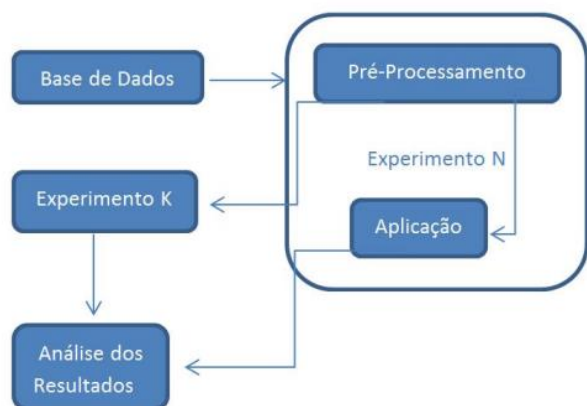 Base de Dados
Pré-Processamento
Experimento N
Experimento K
Aplicação
Análise dos
Resultados